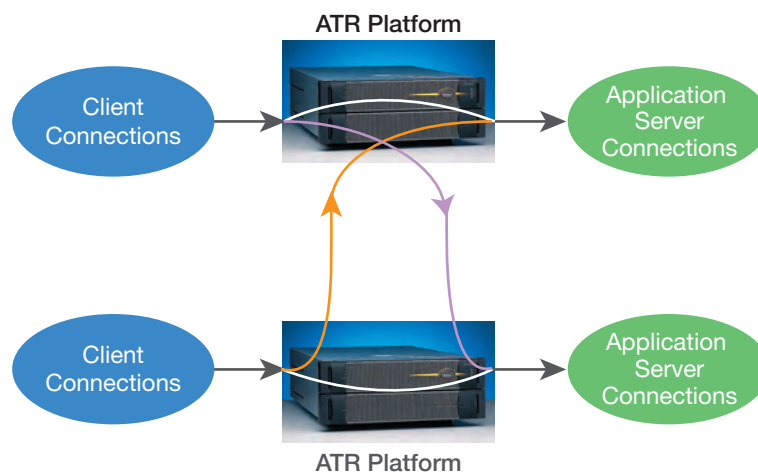 ATR Platform
Client
Connections
Application
Server
Connections
Client
Connections
Application
Server
Connections
ATR Platform